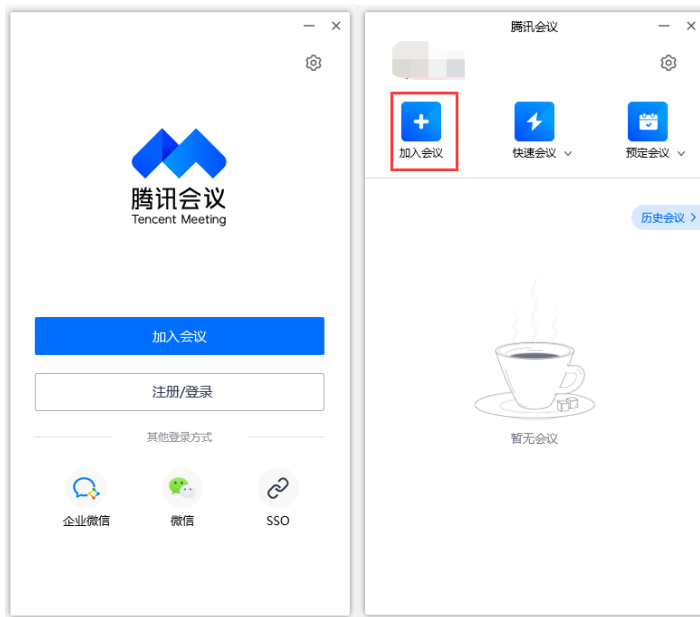 腾讯会议
Tencent Meeting
加入会议
注册/登录
其他登录方式
企业微信
微信
SSO
腾讯会议
加入会议
快速会议
预定会议
历史会议
暂无会议